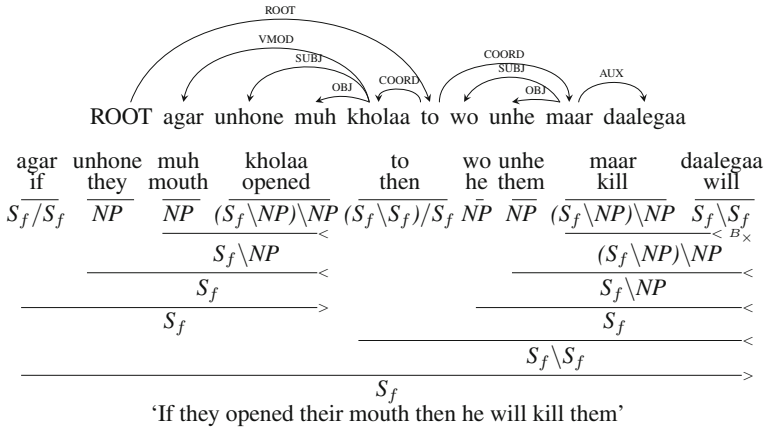 ROOT
VMOD
COORD
SUBJ SUBJ
COORD AUX
OBJ OBJ
ROOT agar unhone muh kholaa to wo unhe maar daalegaa
agar unhone muh kholaa to wo unhe maar daalegaa
if they mouth opened then he them kill will
S_f/S_f NP NP (S_f\NP)\NP (S_f\S_f)/S_f NP NP (S_f\NP)\NP S_f\S_f
< < B×
S_f\NP (S_f\NP)\NP
< <
S_f S_f\NP
> <
S_f S_f
<
S_f\S_f
>
S_f
‘If they opened their mouth then he will kill them’